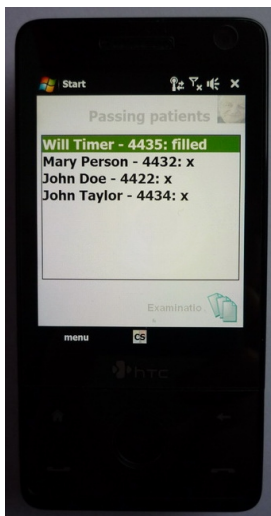 Start
Passing patients
Will Timer - 4435: filled
Mary Person - 4432: x
John Doe - 4422: x
John Taylor - 4434: x
Examinatio
menu
cs
hTC